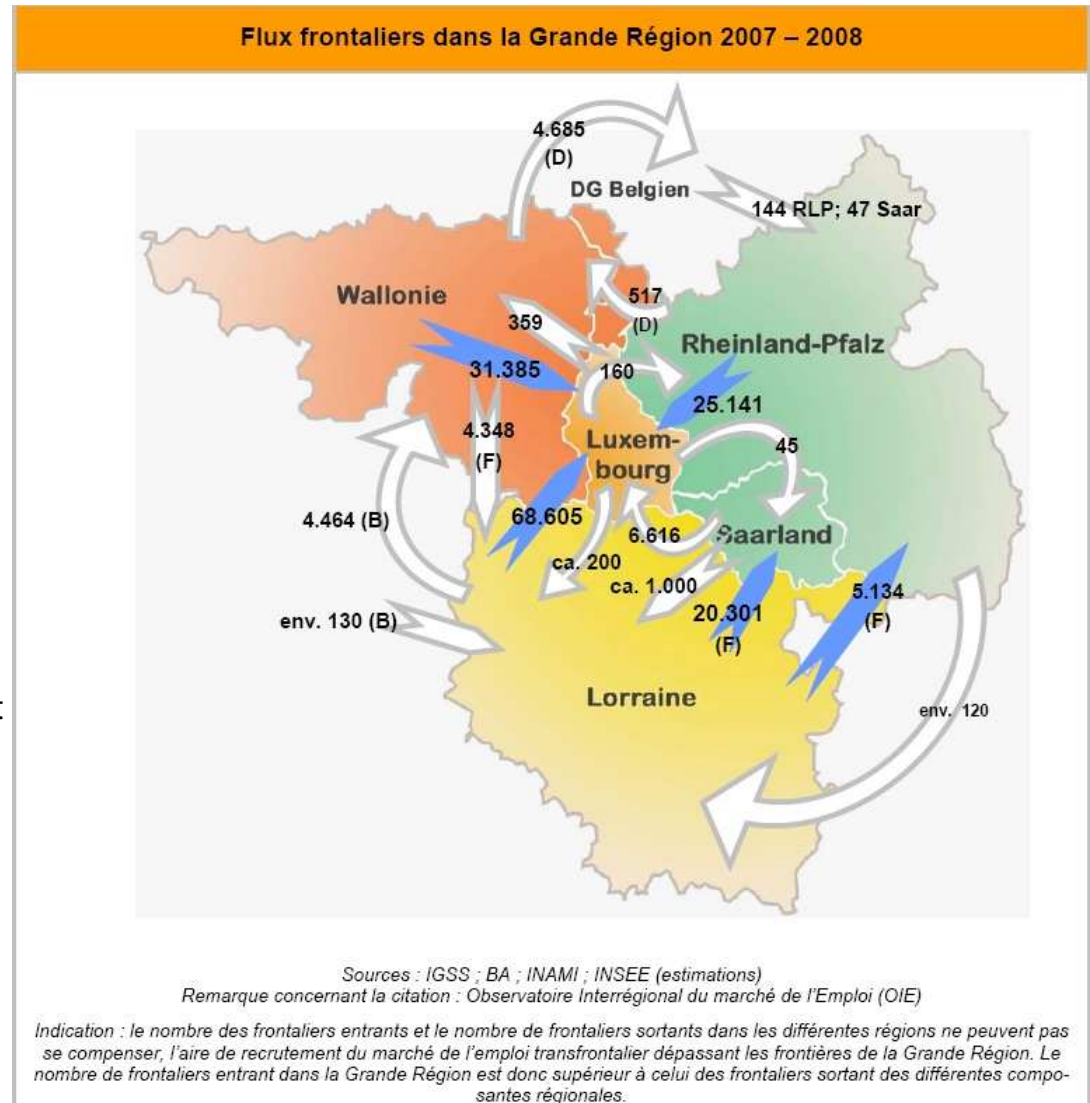 Flux frontaliers dans la Grande Région 2007 – 2008
4.685
(D)
DG Belgien
144 RLP; 47 Saar
Wallonie
517
(D)
359
Rheinland-Pfalz
31.385
160
25.141
4.348
(F)
Luxem-
bourg
45
4.464 (B)
68.605
6.616
Saarland
ca. 200
ca. 1.000
20.301
(F)
5.134
(F)
env. 130 (B)
Lorraine
env. 120
Sources : IGSS ; BA ; INAMI ; INSEE (estimations)
Remarque concernant la citation : Observatoire Interrégional du marché de l'Emploi (OIE)
Indication : le nombre des frontaliers entrants et le nombre de frontaliers sortants dans les différentes régions ne peuvent pas
se compenser, l'aire de recrutement du marché de l'emploi transfrontalier dépassant les frontières de la Grande Région. Le
nombre de frontaliers entrant dans la Grande Région est donc supérieur à celui des frontaliers sortant des différentes compo-
santes régionales.